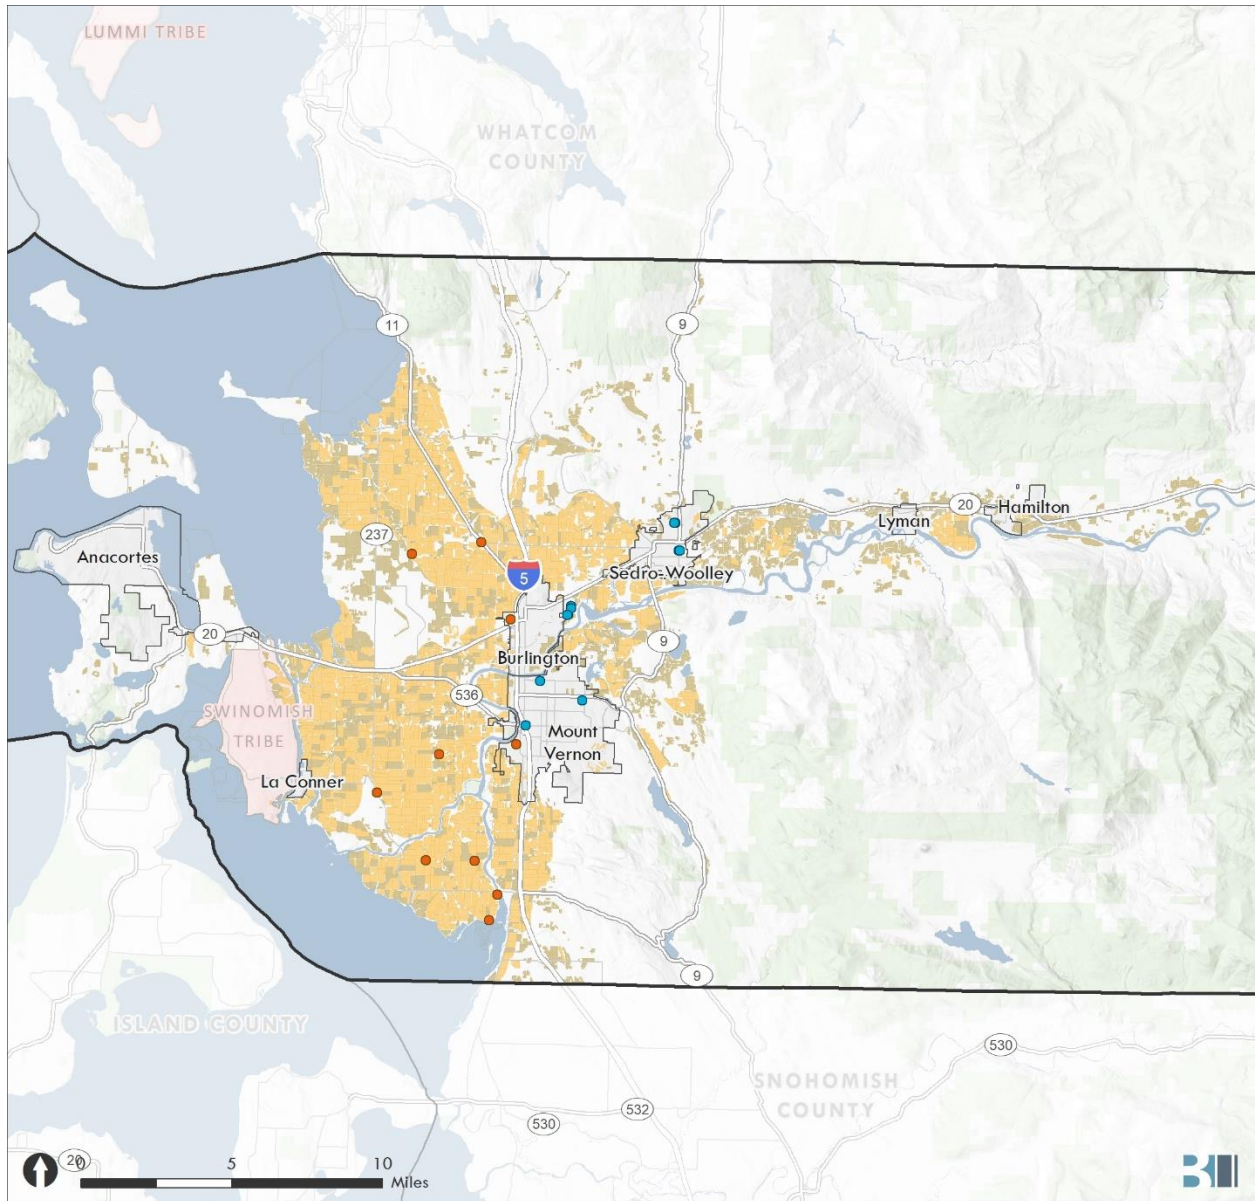 LUMMI TRIBE
WHATCOM
COUNTY
11
9
237
20
Hamilton
Lyman
Anacortes
Sedro-Woolley
5
20
9
Burlington
536
SWINOMISH
TRIBE
Mount
Vernon
La Conner
9
ISLAND COUNTY
530
SNOHOMISH
COUNTY
532
530
20
0
5
10
Miles